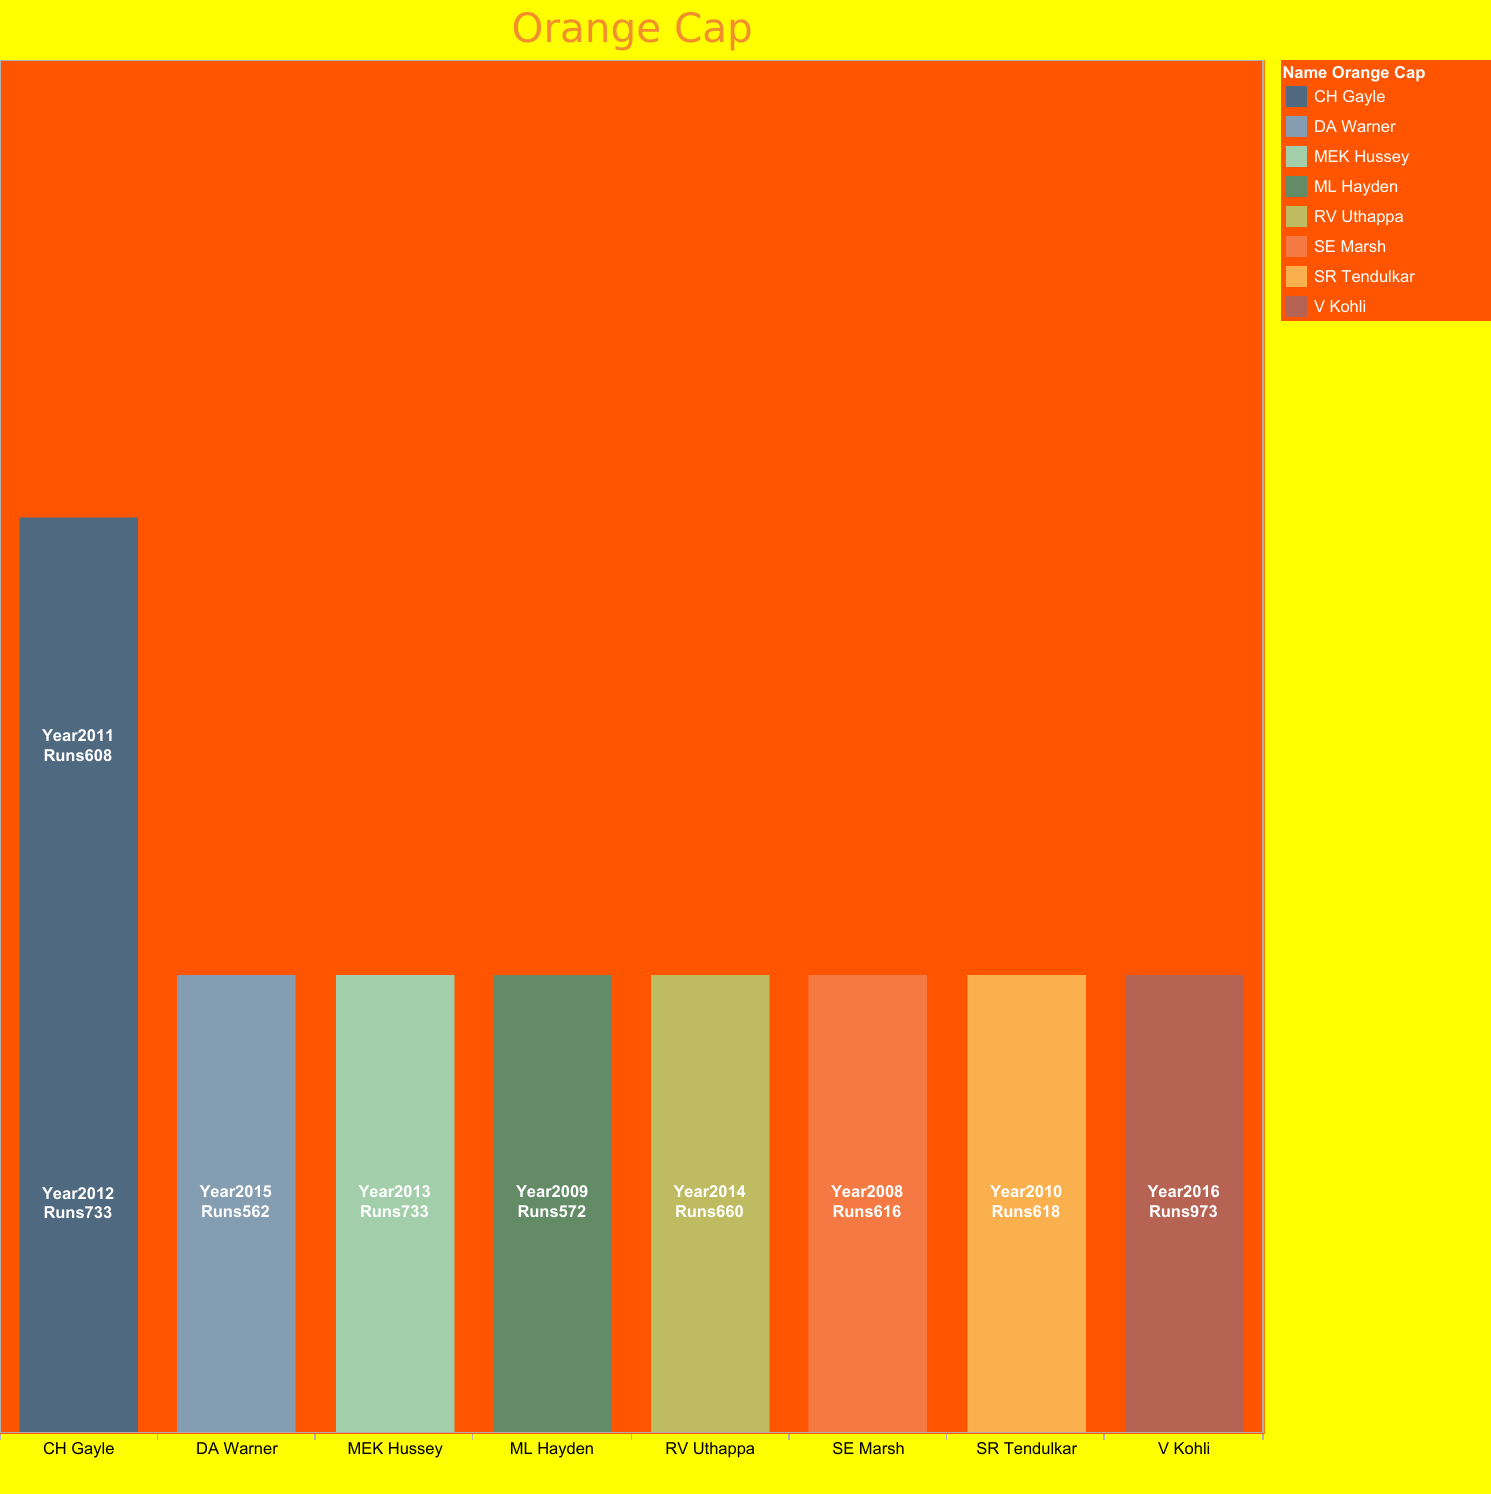 Orange Cap
Name Orange Cap
CH Gayle
DA Warner
MEK Hussey
ML Hayden
RV Uthappa
SE Marsh
SR Tendulkar
V Kohli
Year2011
Runs608
Year2012
Runs733
Year2015
Runs562
Year2013
Runs733
Year2009
Runs572
Year2014
Runs660
Year2008
Runs616
Year2010
Runs618
Year2016
Runs973
CH Gayle
DA Warner
MEK Hussey
ML Hayden
RV Uthappa
SE Marsh
SR Tendulkar
V Kohli